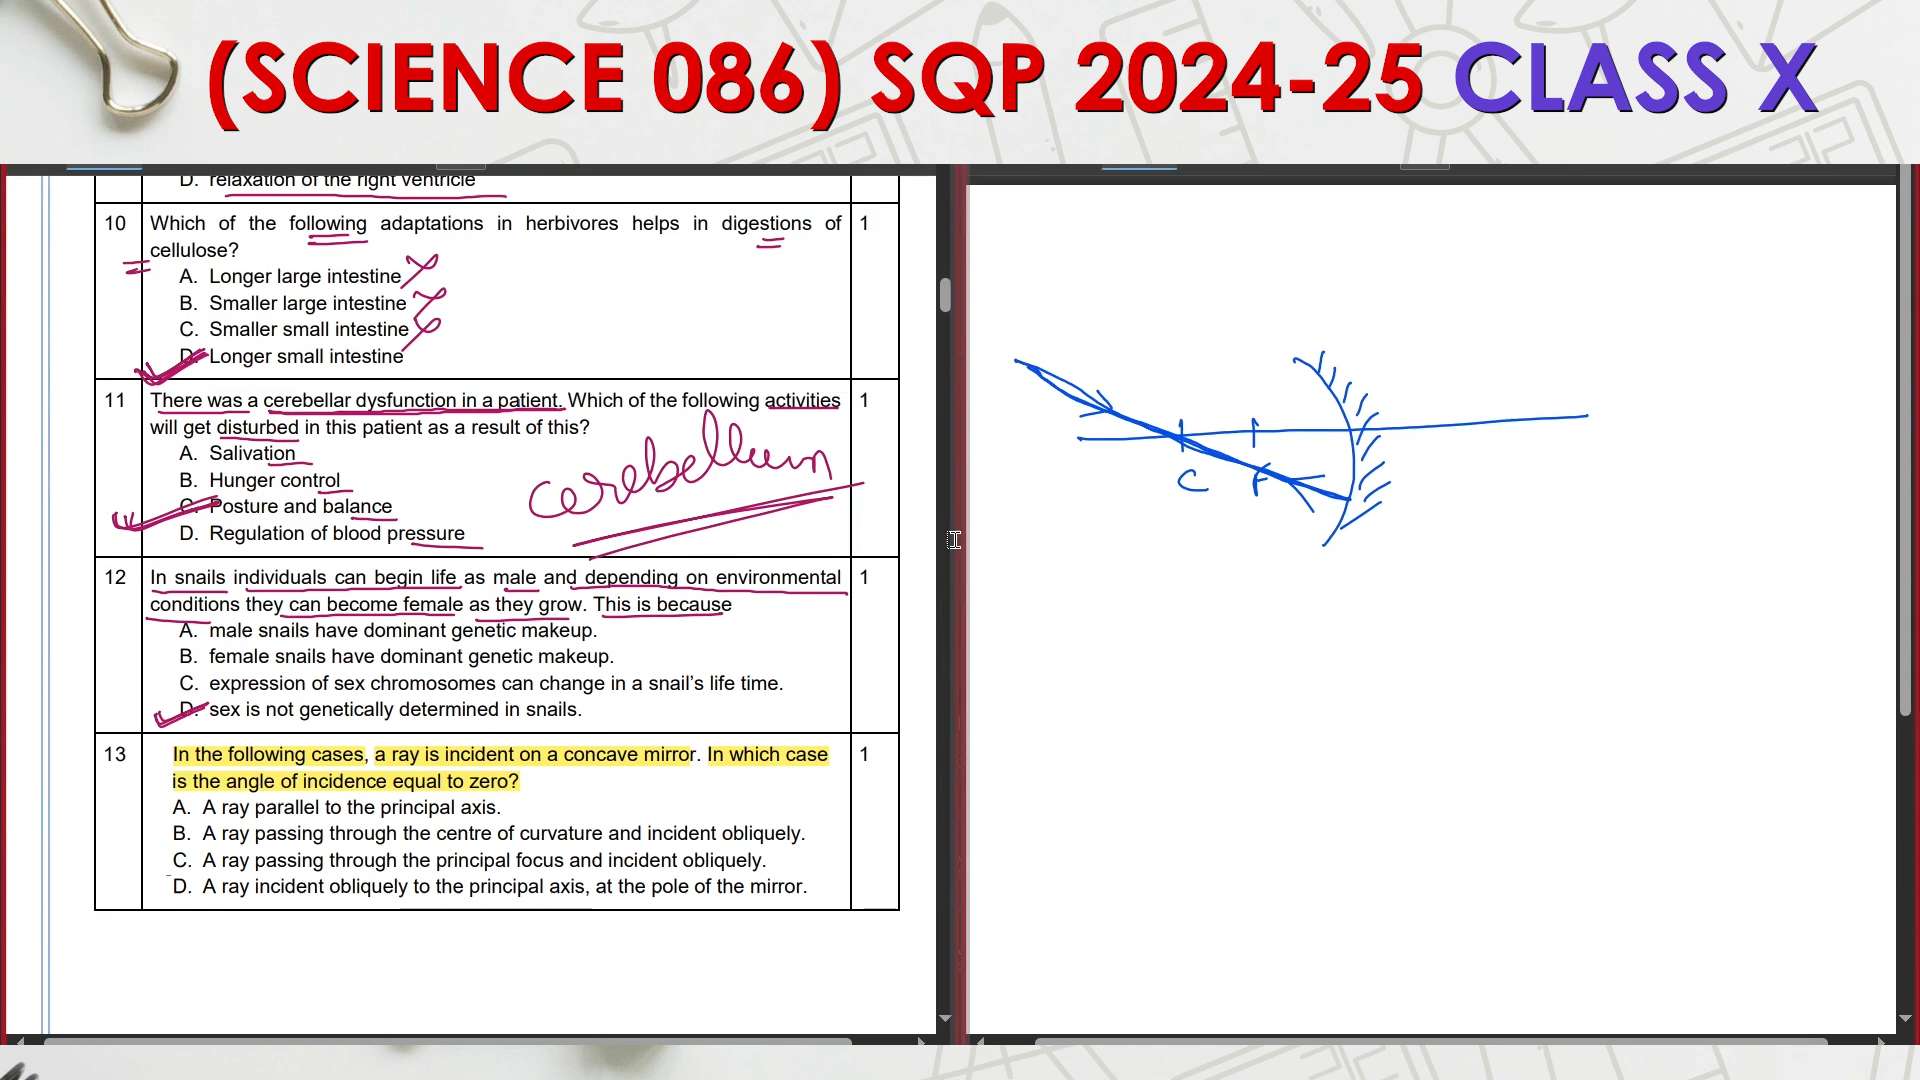 (SCIENCE 086) SQP 2024-25 CLASS X
D. relaxation of the right ventricle
10 Which of the following adaptations in herbivores helps in digestions of 1
cellulose?
A. Longer large intestine
B. Smaller large intestine
C. Smaller small intestine
D. Longer small intestine
11 There was a cerebellar dysfunction in a patient. Which of the following activities 1
will get disturbed in this patient as a result of this?
A. Salivation
B. Hunger control
C. Posture and balance
D. Regulation of blood pressure
cerebellum
12 In snails individuals can begin life as male and depending on environmental 1
conditions they can become female as they grow. This is because
A. male snails have dominant genetic makeup.
B. female snails have dominant genetic makeup.
C. expression of sex chromosomes can change in a snail’s life time.
D. sex is not genetically determined in snails.
13 In the following cases, a ray is incident on a concave mirror. In which case 1
is the angle of incidence equal to zero?
A. A ray parallel to the principal axis.
B. A ray passing through the centre of curvature and incident obliquely.
C. A ray passing through the principal focus and incident obliquely.
D. A ray incident obliquely to the principal axis, at the pole of the mirror.
C F